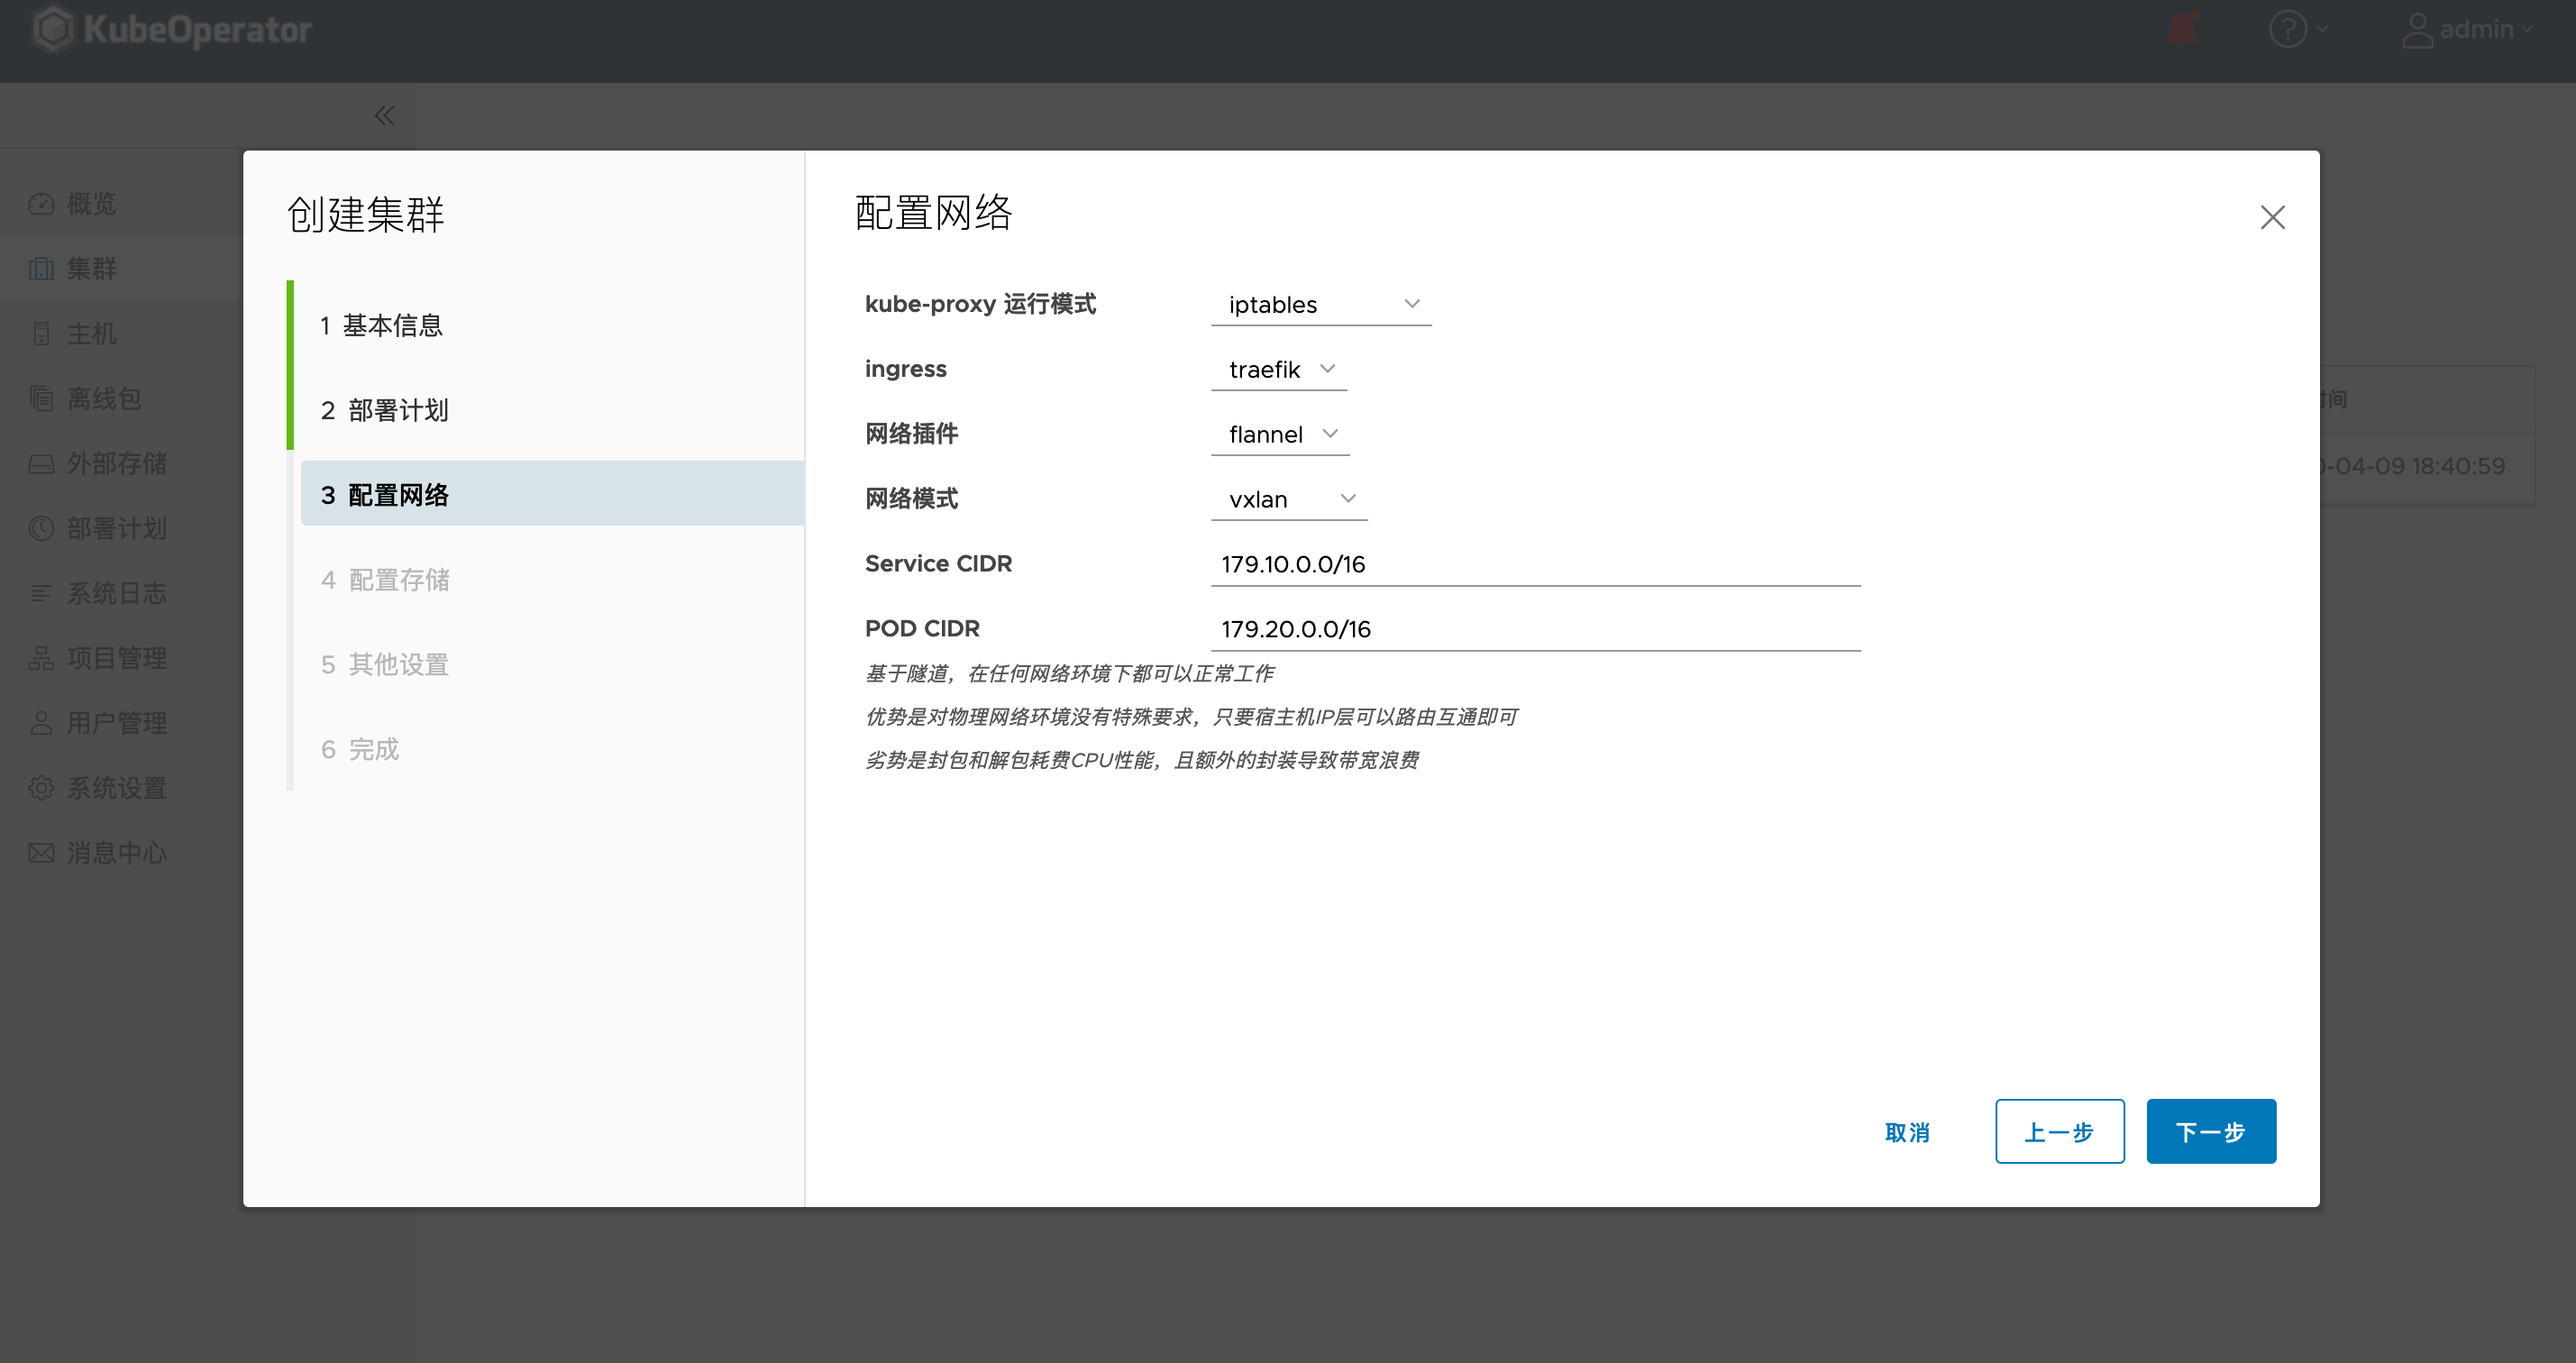 KubeOperator
admin
概览
集群
主机
离线包
外部存储
部署计划
系统日志
项目管理
用户管理
系统设置
消息中心
创建集群
1 基本信息
2 部署计划
3 配置网络
4 配置存储
5 其他设置
6 完成
配置网络
kube-proxy 运行模式 iptables
ingress traefik
网络插件 flannel
网络模式 vxlan
Service CIDR 179.10.0.0/16
POD CIDR 179.20.0.0/16
基于隧道，在任何网络环境下都可以正常工作
优势是对物理网络环境没有特殊要求，只要宿主机IP层可以路由互通即可
劣势是封包和解包耗费CPU性能，且额外的封装导致带宽浪费
取消 上一步 下一步
间
-04-09 18:40:59